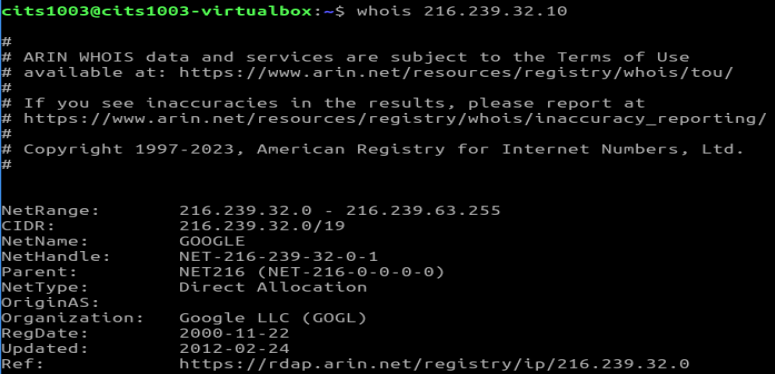 cits1003@cits1003-virtualbox:~$ whois 216.239.32.10
#
# ARIN WHOIS data and services are subject to the Terms of Use
# available at: https://www.arin.net/resources/registry/whois/tou/
#
# If you see inaccuracies in the results, please report at
# https://www.arin.net/resources/registry/whois/inaccuracy_reporting/
#
# Copyright 1997-2023, American Registry for Internet Numbers, Ltd.
#
NetRange: 216.239.32.0 - 216.239.63.255
CIDR: 216.239.32.0/19
NetName: GOOGLE
NetHandle: NET-216-239-32-0-1
Parent: NET216 (NET-216-0-0-0-0)
NetType: Direct Allocation
OriginAS:
Organization: Google LLC (GOGL)
RegDate: 2000-11-22
Updated: 2012-02-24
Ref: https://rdap.arin.net/registry/ip/216.239.32.0